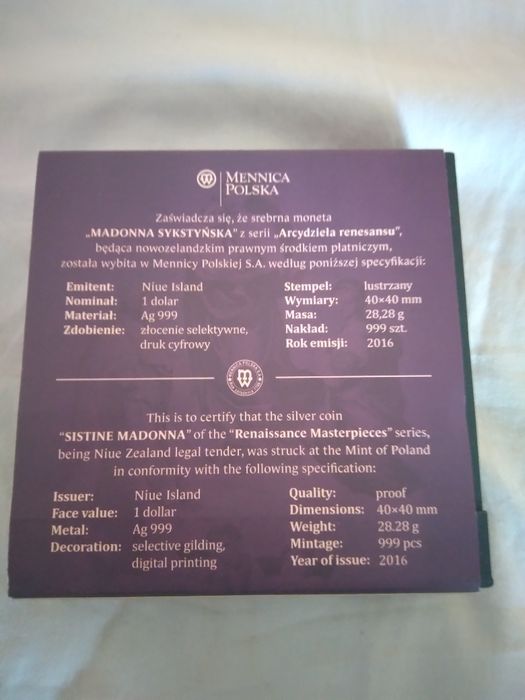 MENNICA
POLSKA
Zaświadcza się, że srebrna moneta
„MADONNA SYKSTYŃSKA” z serii „Arcydzieła renesansu”,
będąca nowozelandzkim prawnym środkiem płatniczym,
została wybita w Mennicy Polskiej S.A. według poniższej specyfikacji:
Emitent: Niue Island Stempel: lustrzany
Nominał: 1 dolar Wymiary: 40×40 mm
Materiał: Ag 999 Masa: 28,28 g
Zdobienie: złocenie selektywne, Nakład: 999 szt.
druk cyfrowy Rok emisji: 2016
This is to certify that the silver coin
“SISTINE MADONNA” of the “Renaissance Masterpieces” series,
being Niue Zealand legal tender, was struck at the Mint of Poland
in conformity with the following specification:
Issuer: Niue Island Quality: proof
Face value: 1 dollar Dimensions: 40×40 mm
Metal: Ag 999 Weight: 28.28 g
Decoration: selective gilding, Mintage: 999 pcs
digital printing Year of issue: 2016